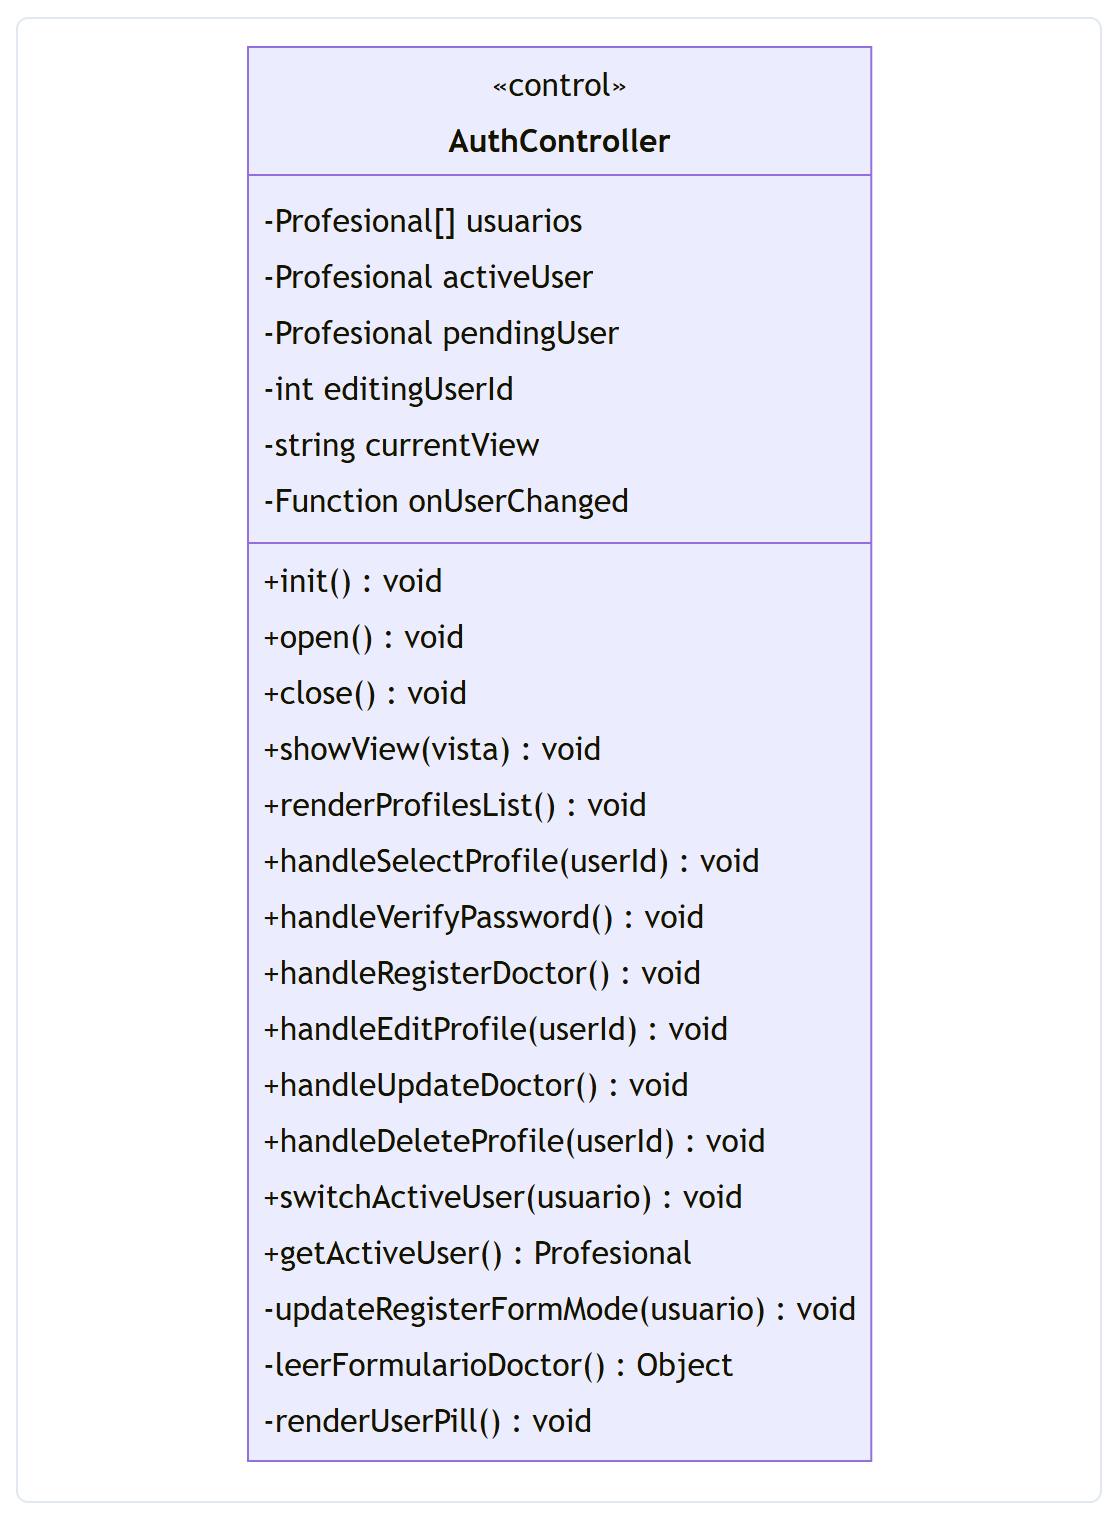 «control»
AuthController
-Profesional[] usuarios
-Profesional activeUser
-Profesional pendingUser
-int editingUserId
-string currentView
-Function onUserChanged
+init() : void
+open() : void
+close() : void
+showView(vista) : void
+renderProfilesList() : void
+handleSelectProfile(userId) : void
+handleVerifyPassword() : void
+handleRegisterDoctor() : void
+handleEditProfile(userId) : void
+handleUpdateDoctor() : void
+handleDeleteProfile(userId) : void
+switchActiveUser(usuario) : void
+getActiveUser() : Profesional
-updateRegisterFormMode(usuario) : void
-leerFormularioDoctor() : Object
-renderUserPill() : void